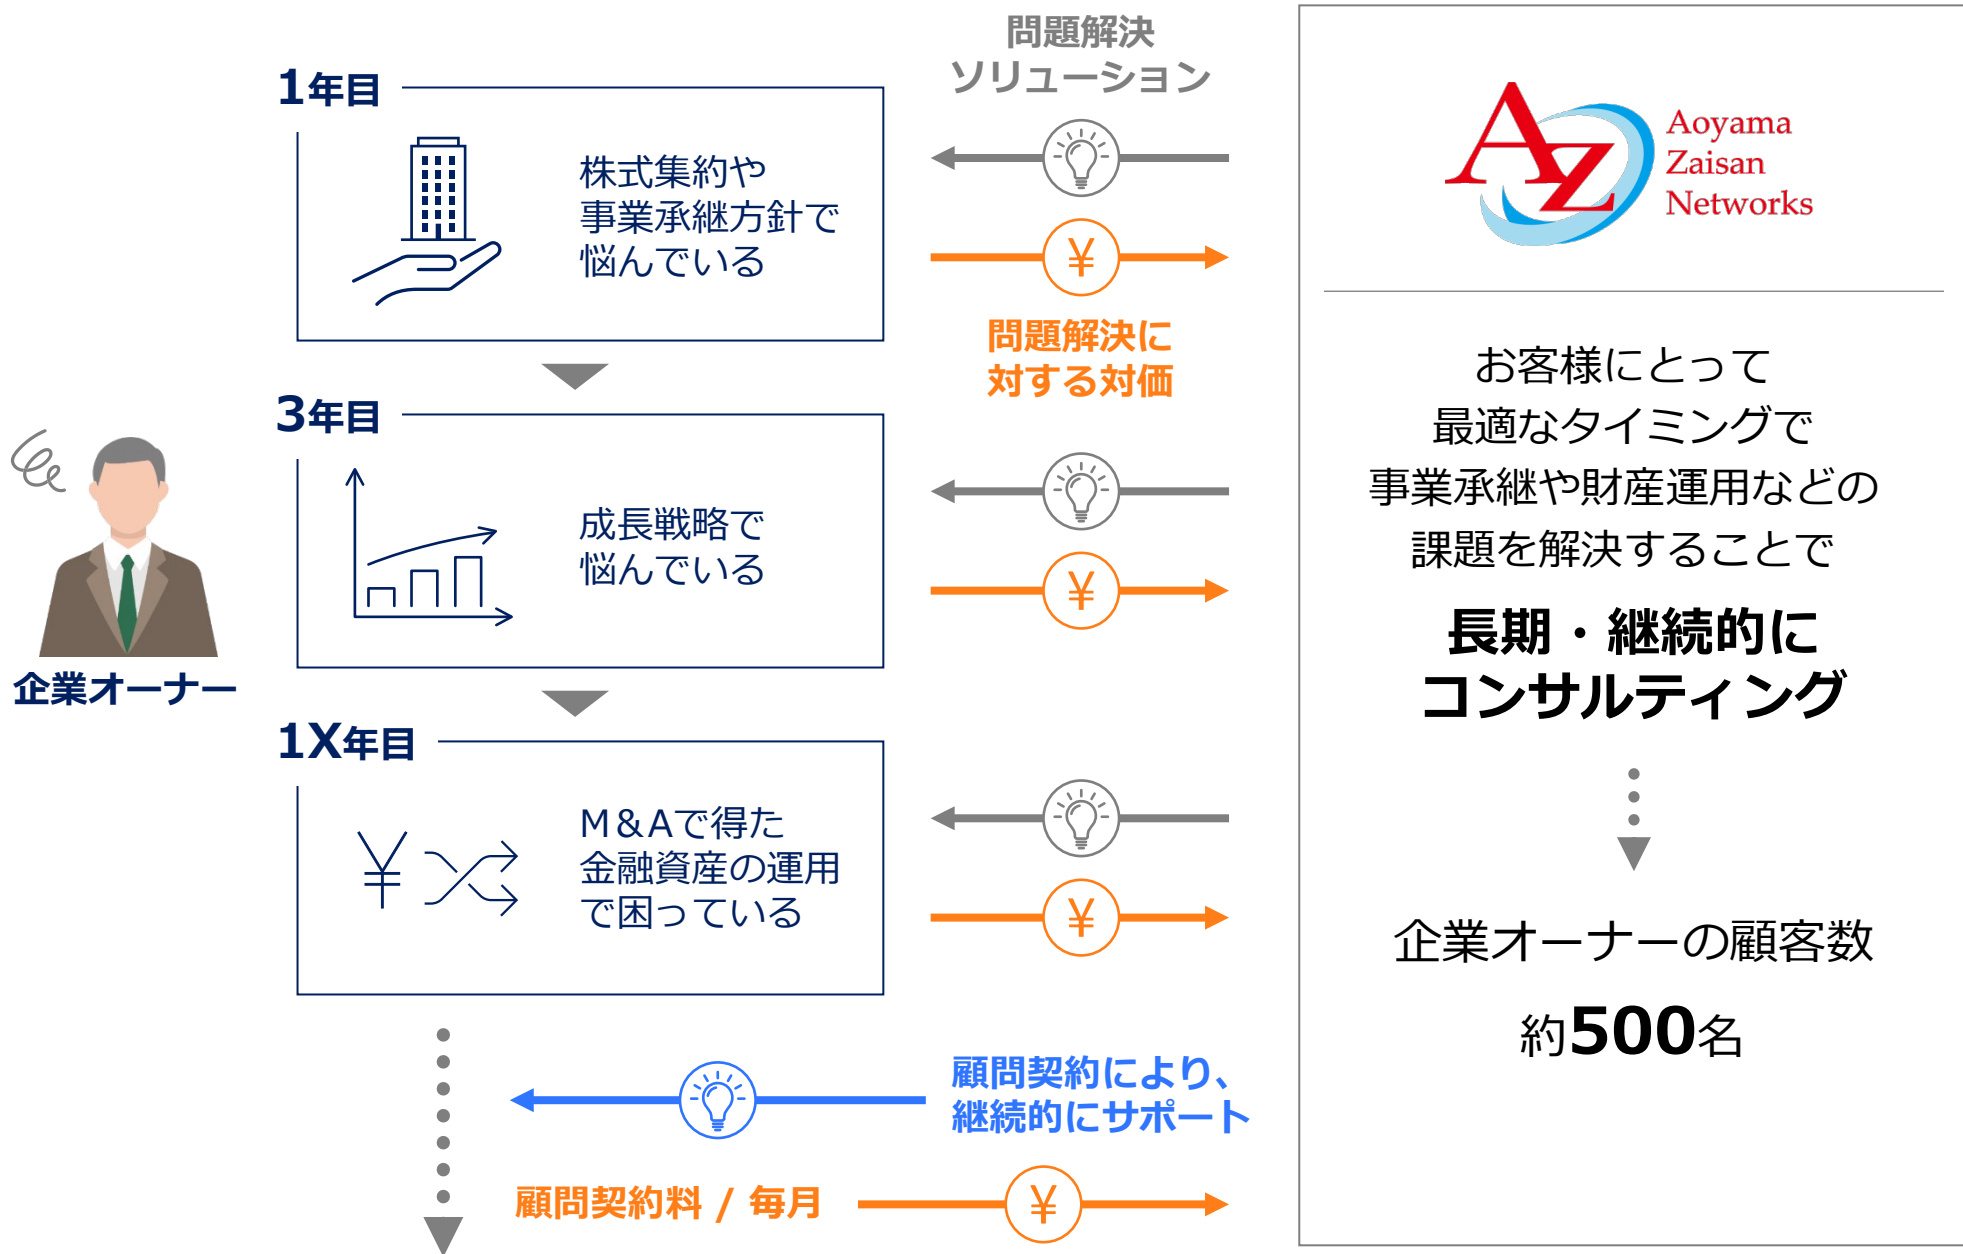 問題解決
ソリューション
1年目
株式集約や
事業承継方針で
悩んでいる
¥
問題解決に
対する対価
3年目
成長戦略で
悩んでいる
¥
企業オーナー
1X年目
¥
M&Aで得た
金融資産の運用
で困っている
¥
顧問契約により、
継続的にサポート
顧問契約料 / 毎月
¥
AZ
Aoyama
Zaisan
Networks
お客様にとって
最適なタイミングで
事業承継や財産運用などの
課題を解決することで
長期・継続的に
コンサルティング
企業オーナーの顧客数
約500名